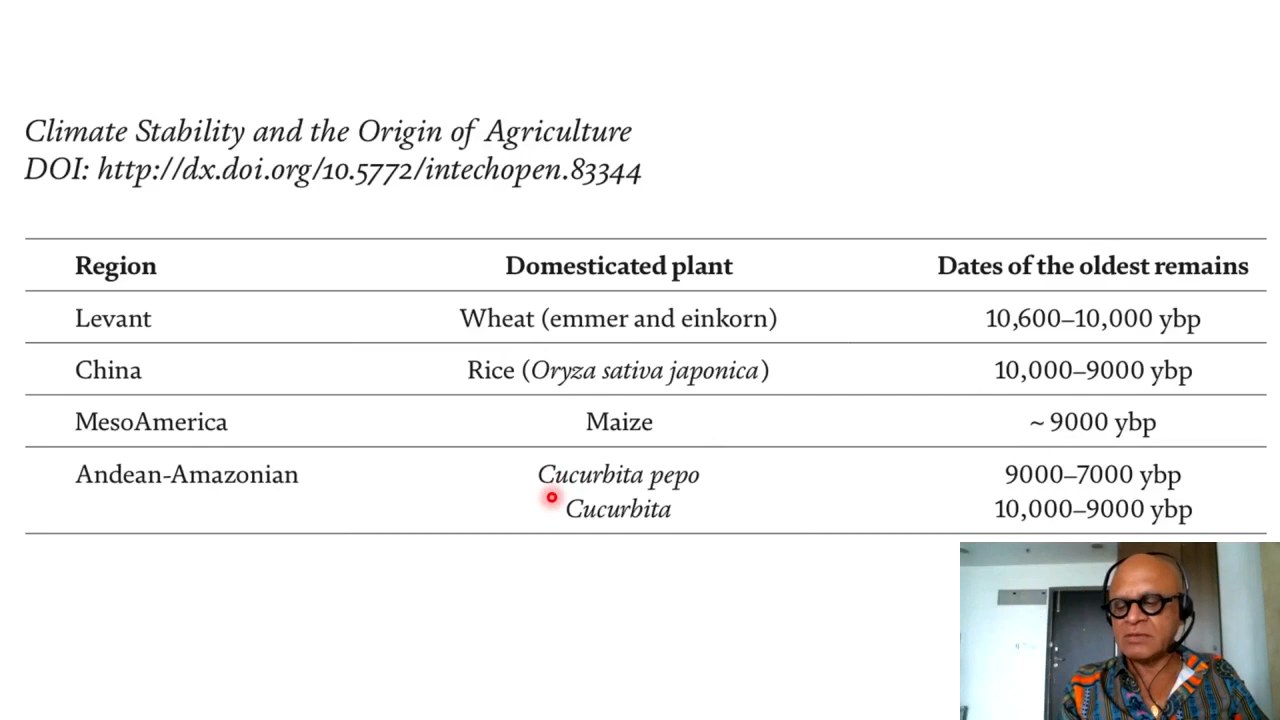 Climate Stability and the Origin of Agriculture
DOI: http://dx.doi.org/10.5772/intechopen.83344
Region Domesticated plant Dates of the oldest remains
Levant Wheat (emmer and einkorn) 10,600–10,000 ybp
China Rice (Oryza sativa japonica) 10,000–9000 ybp
MesoAmerica Maize ~ 9000 ybp
Andean-Amazonian Cucurbita pepo 9000–7000 ybp
Cucurbita 10,000–9000 ybp